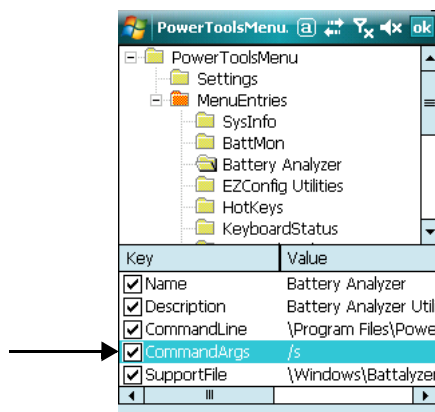 PowerToolsMenu. a ok
PowerToolsMenu
Settings
MenuEntries
SysInfo
BattMon
Battery Analyzer
EZConfig Utilities
HotKeys
KeyboardStatus
Key Value
Name Battery Analyzer
Description Battery Analyzer Util
CommandLine \Program Files\Powe
CommandArgs /s
SupportFile \Windows\Battalyzer